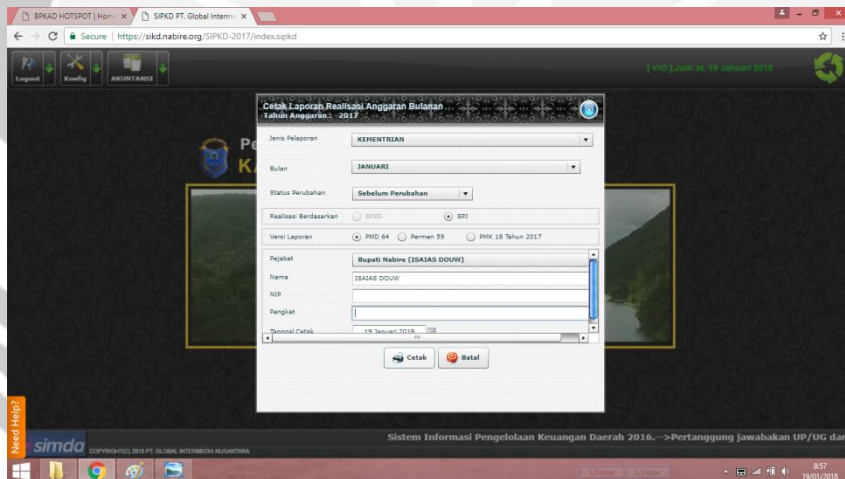 BPKAD HOTSPOT | Hom
SIPKD PT. Global Interme
Secure | https://sikd.nabire.org/SIPKD-2017/index.sipkd
Logout
Konfig
AKUNTANSI
[ VIO ] Jum'at, 19 Januari 2018
Cetak Laporan Realisasi Anggaran Bulanan
Tahun Anggaran : 2017
Jenis Pelaporan KEMENTRIAN
Bulan JANUARI
Status Perubahan Sebelum Perubahan
Realisasi Berdasarkan SP2D SPJ
Versi Laporan PMD 64 Permen 59 PMK 18 Tahun 2017
Pejabat Bupati Nabire (ISAIAS DOUW)
Nama ISAIAS DOUW
NIP
Pangkat
Tanggal Cetak 19 Januari 2018
Cetak Batal
Pe
KA
Need Help?
simda
COPYRIGHT(C) 2015 PT. GLOBAL INTERMEDIA NUSANTARA
Sistem Informasi Pengelolaan Keuangan Daerah 2016.-->Pertanggung jawabakan UP/UG dan
8:57
19/01/2018